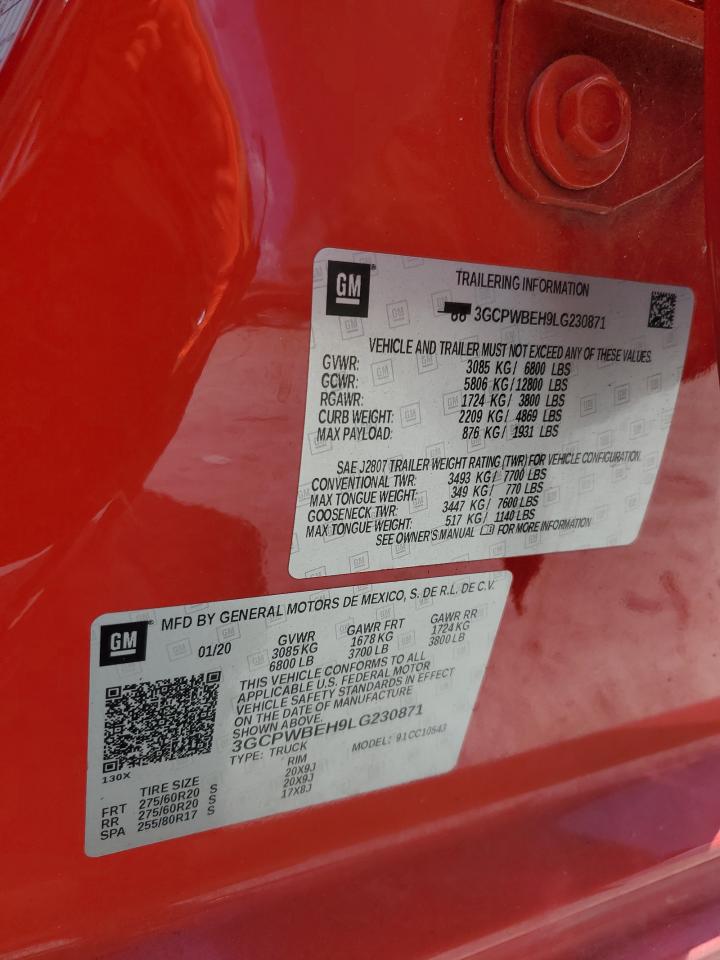 GM
TRAILERING INFORMATION
3GCPWBEH9LG230871
VEHICLE AND TRAILER MUST NOT EXCEED ANY OF THESE VALUES.
GVWR: 3085 KG/ 6800 LBS
GCWR: 5806 KG/12800 LBS
RGAWR: 1724 KG/ 3800 LBS
CURB WEIGHT: 2209 KG/ 4869 LBS
MAX PAYLOAD: 876 KG/ 1931 LBS
SAE J2807 TRAILER WEIGHT RATING (TWR) FOR VEHICLE CONFIGURATION.
CONVENTIONAL TWR: 3493 KG/ 7700 LBS
MAX TONGUE WEIGHT: 349 KG/ 770 LBS
GOOSENECK TWR: 3447 KG/ 7600 LBS
MAX TONGUE WEIGHT: 517 KG/ 1140 LBS
SEE OWNER'S MANUAL FOR MORE INFORMATION
GM
MFD BY GENERAL MOTORS DE MEXICO, S. DE R.L. DE C.V.
01/20 GVWR GAWR FRT GAWR RR
3085KG 1678 KG 1724 KG
6800 LB 3700 LB 3800 LB
THIS VEHICLE CONFORMS TO ALL
APPLICABLE U.S. FEDERAL MOTOR
VEHICLE SAFETY STANDARDS IN EFFECT
ON THE DATE OF MANUFACTURE
SHOWN ABOVE.
3GCPWBEH9LG230871
TYPE: TRUCK MODEL: 91CC10543
130X
TIRE SIZE RIM
FRT 275/60R20 S 20X9J
RR 275/60R20 S 20X9J
SPA 255/80R17 S 17X8J